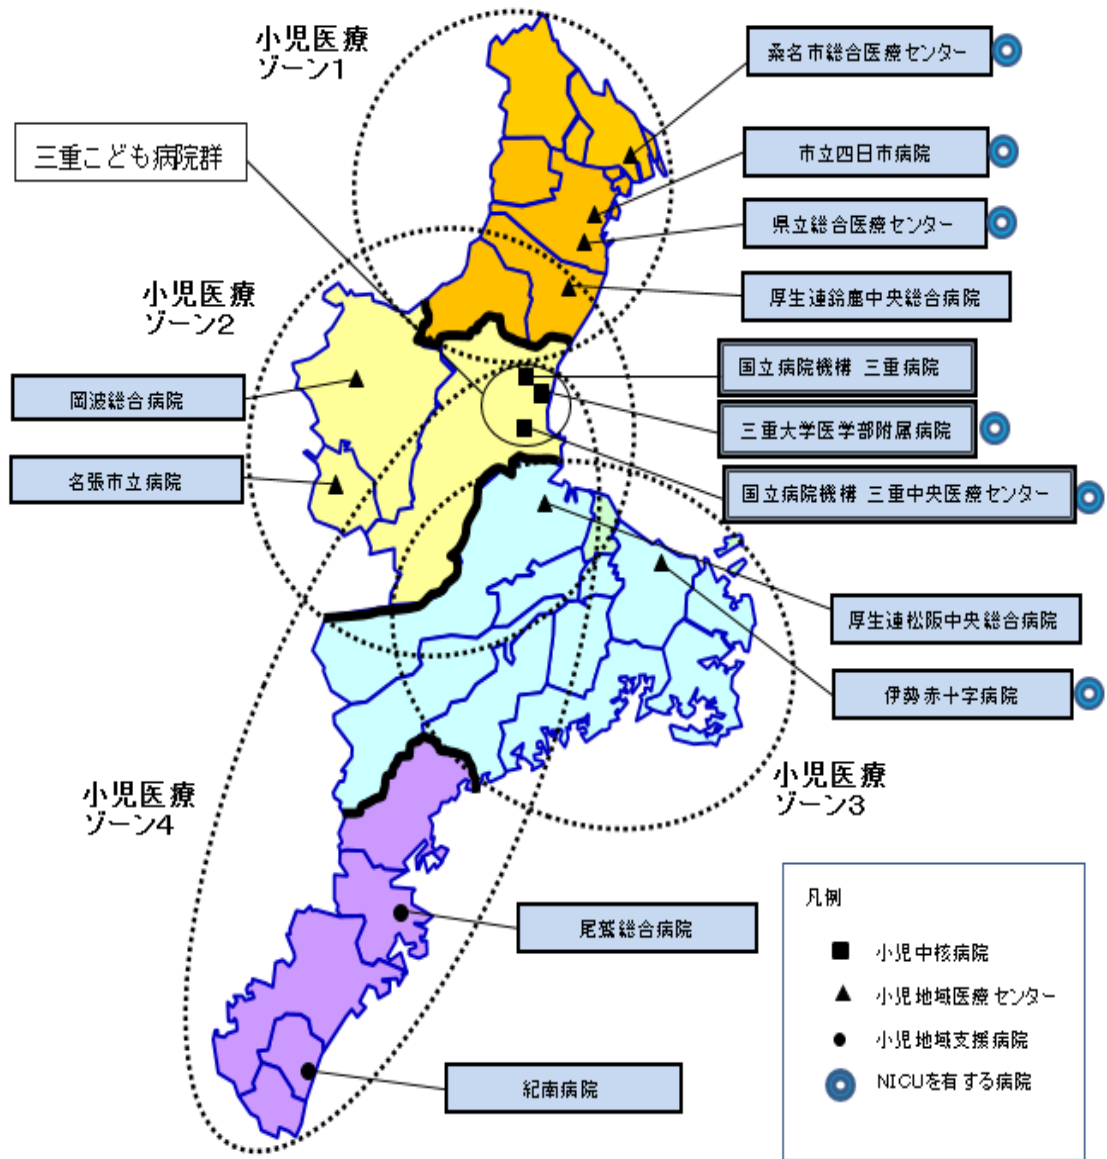 小児医療
ゾーン1
桑名市総合医療センター
三重こども病院群
市立四日市病院
県立総合医療センター
小児医療
ゾーン2
厚生連鈴鹿中央総合病院
国立病院機構 三重病院
岡波総合病院
三重大学医学部附属病院
名張市立病院
国立病院機構 三重中央医療センター
厚生連松阪中央総合病院
伊勢赤十字病院
小児医療
ゾーン4
小児医療
ゾーン3
尾鷲総合病院
紀南病院
凡例
小児中核病院
小児地域医療センター
小児地域支援病院
NICUを有する病院